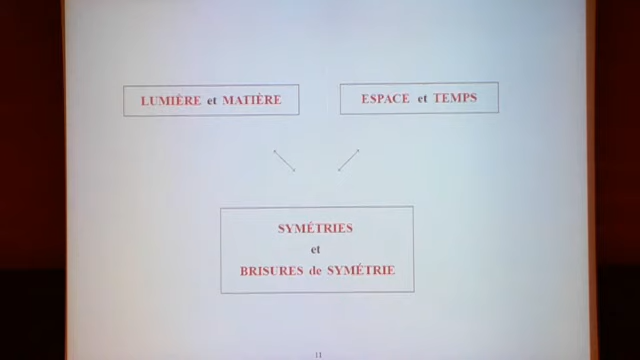 LUMIÈRE et MATIÈRE
ESPACE et TEMPS
SYMÉTRIES
et
BRISURES de SYMÉTRIE
11